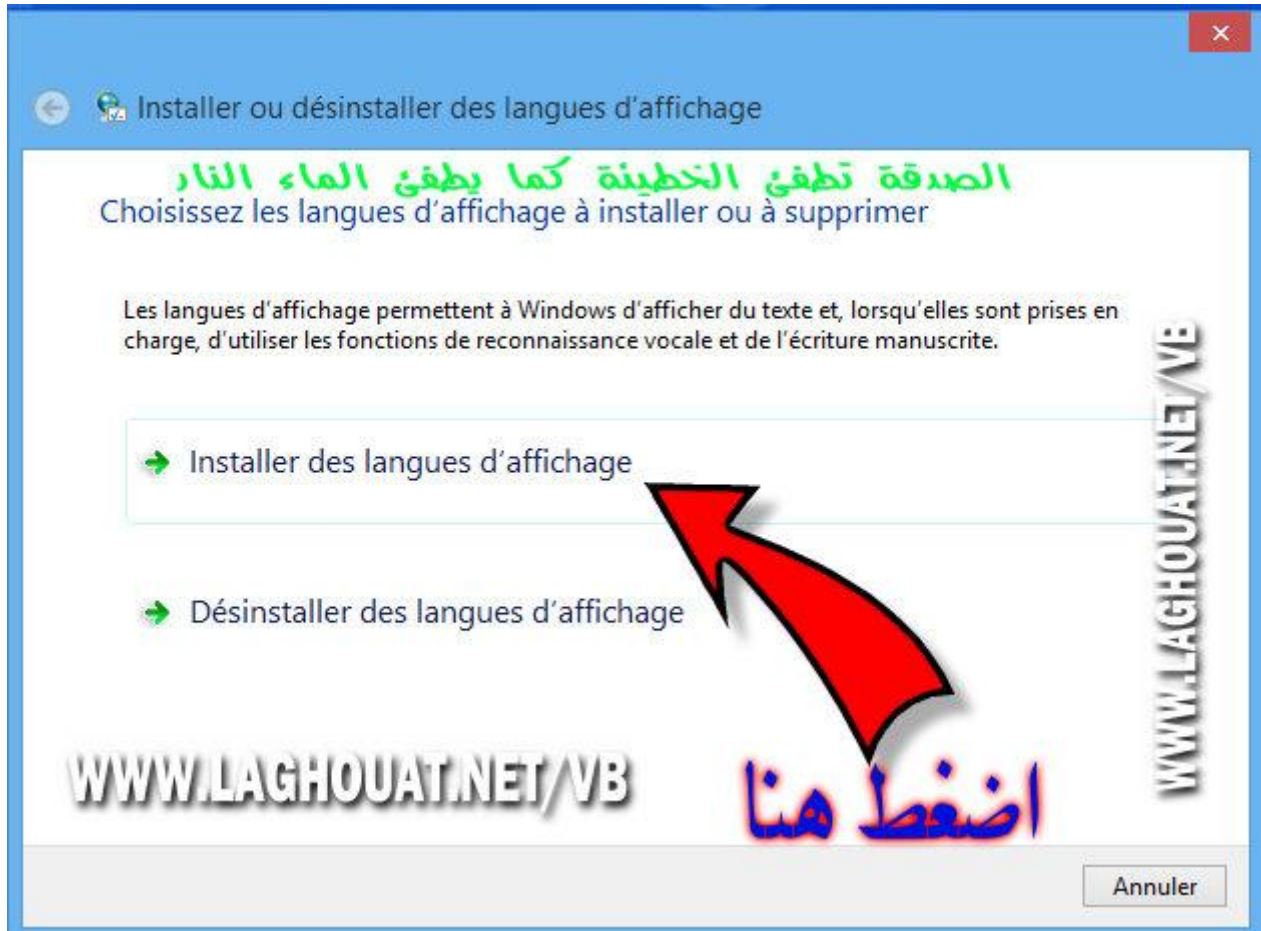 Installer ou désinstaller des langues d'affichage
الصدقة تطفئ الخطيئة كما يطفئ الماء النار
Choisissez les langues d'affichage à installer ou à supprimer
Les langues d'affichage permettent à Windows d'afficher du texte et, lorsqu'elles sont prises en
charge, d'utiliser les fonctions de reconnaissance vocale et de l'écriture manuscrite.
Installer des langues d'affichage
Désinstaller des langues d'affichage
WWW.LAGHOUAT.NET/VB
WWW.LAGHOUAT.NET/VB
اضغط هنا
Annuler